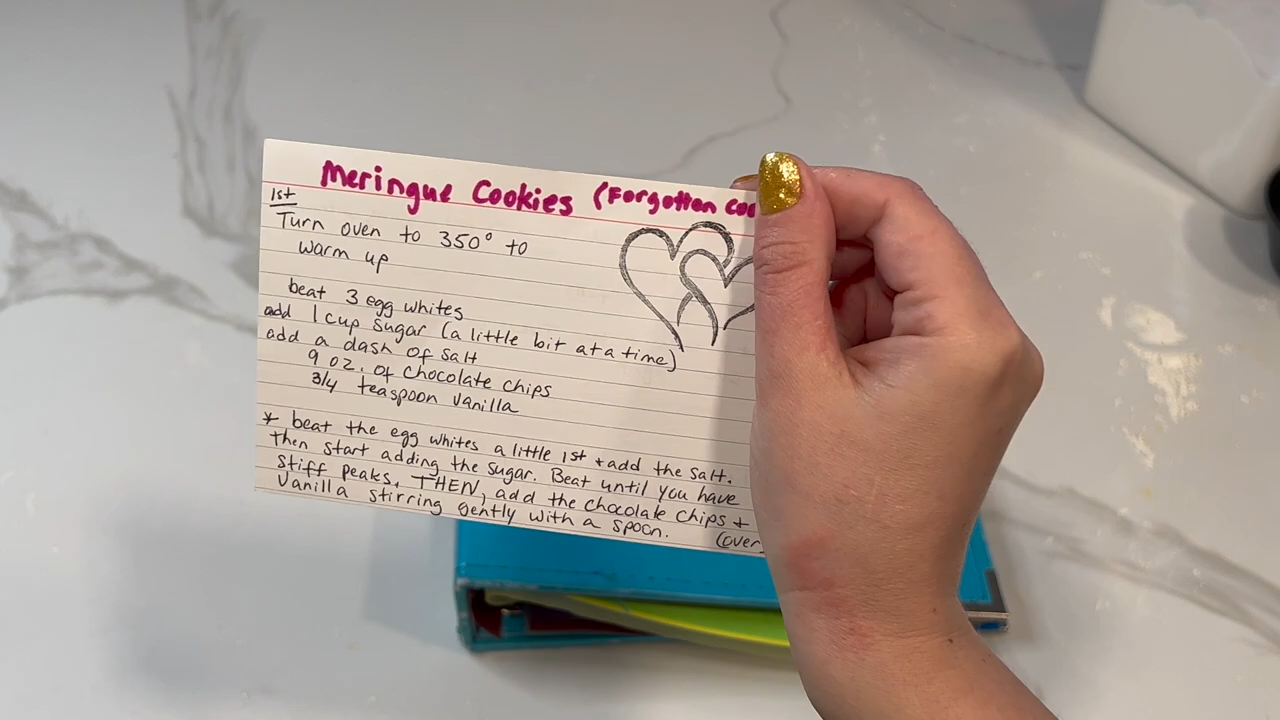 Meringue Cookies (Forgotten Coo
1st
Turn oven to 350° to
warm up
beat 3 egg whites
add 1 cup sugar (a little bit at a time)
add a dash of salt
9 oz. of chocolate chips
3/4 teaspoon vanilla
* beat the egg whites a little 1st + add the salt.
then start adding the sugar. Beat until you have
stiff peaks. THEN, add the chocolate chips +
vanilla stirring gently with a spoon.
(over